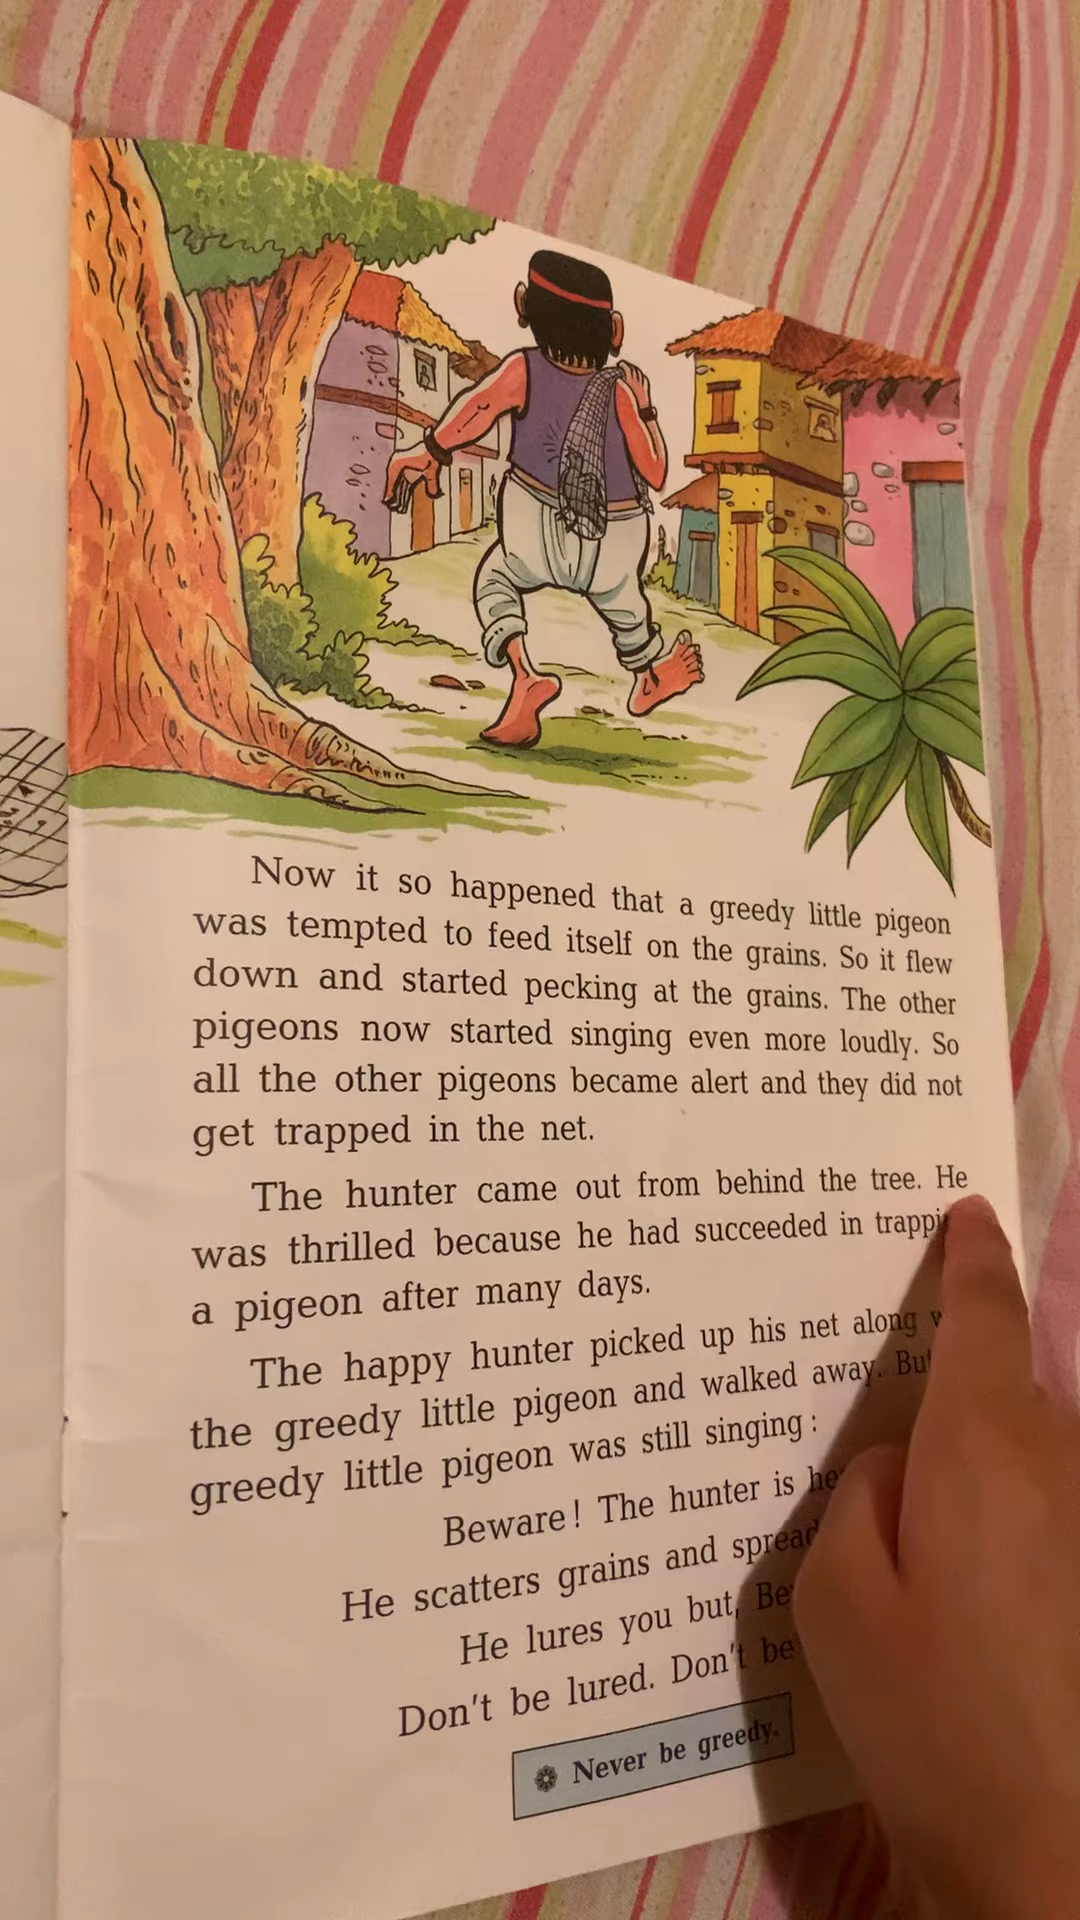 Now it so happened that a greedy little pigeon
was tempted to feed itself on the grains. So it flew
down and started pecking at the grains. The other
pigeons now started singing even more loudly. So
all the other pigeons became alert and they did not
get trapped in the net.
The hunter came out from behind the tree. He
was thrilled because he had succeeded in
a pigeon after many days.
The happy hunter picked up his net along
the greedy little pigeon and walked away. But
greedy little pigeon was still singing :
Beware! The hunter is
He scatters grains and
He lures you but,
Don't be lured. Don't be
Never be greedy.